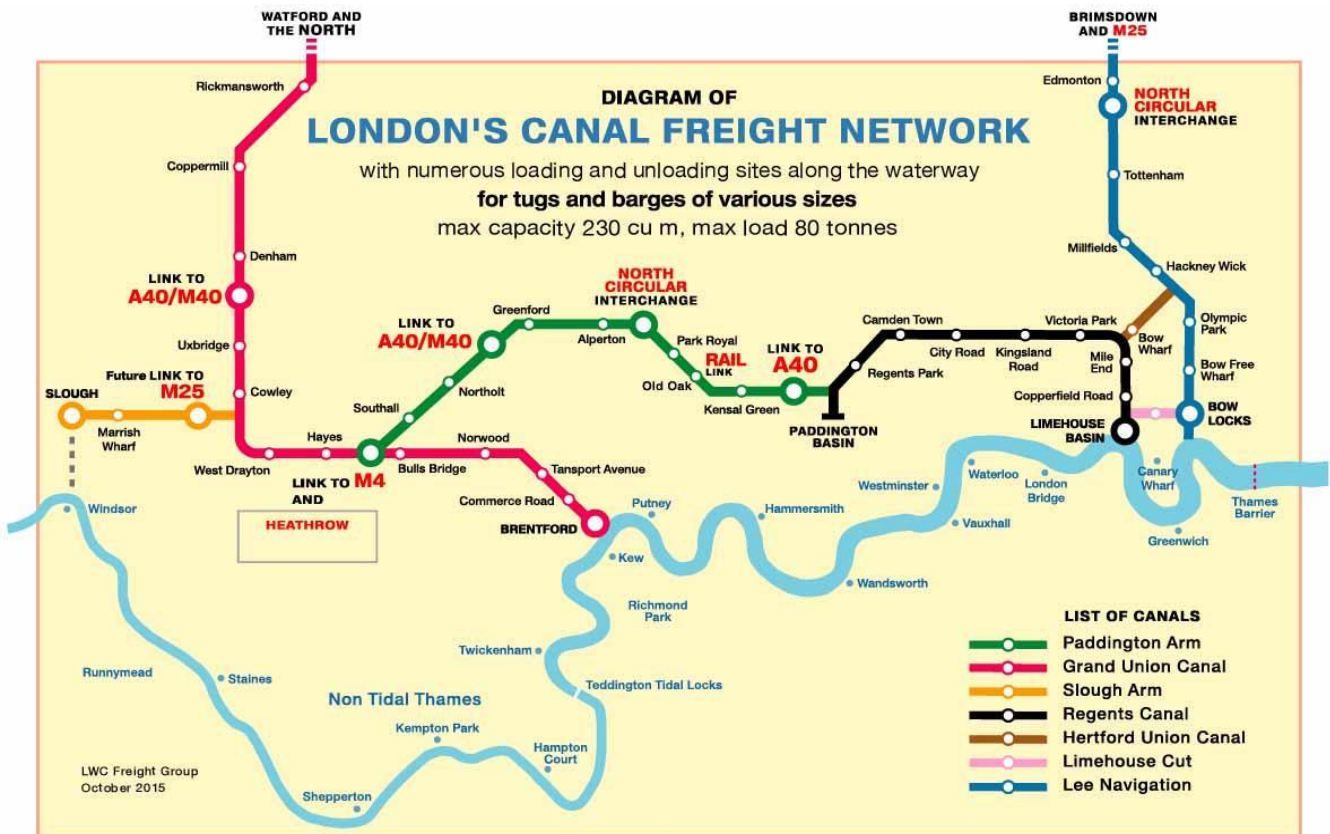 WATFORD AND
THE NORTH
BRIMSDOWN
AND M25
Rickmansworth
Edmonton
NORTH
CIRCULAR
INTERCHANGE
DIAGRAM OF
LONDON'S CANAL FREIGHT NETWORK
with numerous loading and unloading sites along the waterway
for tugs and barges of various sizes
max capacity 230 cu m, max load 80 tonnes
Coppermill
Tottenham
Denham
Millfields
Hackney Wick
LINK TO
A40/M40
NORTH
CIRCULAR
INTERCHANGE
Greenford
LINK TO
A40/M40
Alperton
Park Royal
RAIL
LINK
LINK TO
A40
Camden Town
Victoria Park
Olympic
Park
Uxbridge
City Road
Kingsland
Road
Bow
Wharf
Mile
End
Bow Free
Wharf
Future LINK TO
M25
Cowley
Northolt
Old Oak
Kensal Green
Regents Park
Copperfield Road
SLOUGH
Marrish
Wharf
Southall
PADDINGTON
BASIN
LIMEHOUSE
BASIN
BOW
LOCKS
West Drayton
Hayes
Norwood
Bulls Bridge
LINK TO M4
AND
HEATHROW
Tansport Avenue
Commerce Road
BRENTFORD
Putney
Hammersmith
Westminster
Waterloo
London
Bridge
Canary
Wharf
Thames
Barrier
Windsor
Vauxhall
Greenwich
Kew
Wandsworth
Richmond
Park
Twickenham
Runnymead
Staines
Teddington Tidal Locks
Non Tidal Thames
Kempton Park
Hampton
Court
Shepperton
LWC Freight Group
October 2015
LIST OF CANALS
Paddington Arm
Grand Union Canal
Slough Arm
Regents Canal
Hertford Union Canal
Limehouse Cut
Lee Navigation